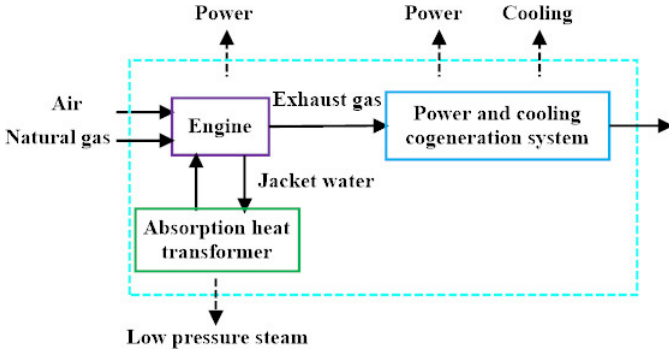 Power
Power
Cooling
Air
Natural gas
Engine
Exhaust gas
Power and cooling
cogeneration system
Jacket water
Absorption heat
transformer
Low pressure steam